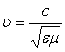 υ = c / √εμ